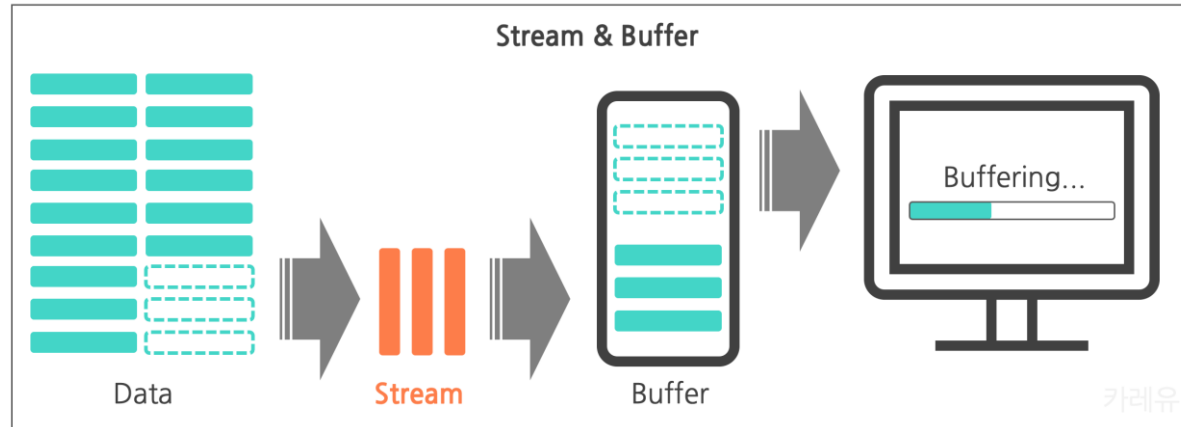 Stream & Buffer
Buffering...
Data
Stream
Buffer
카레유